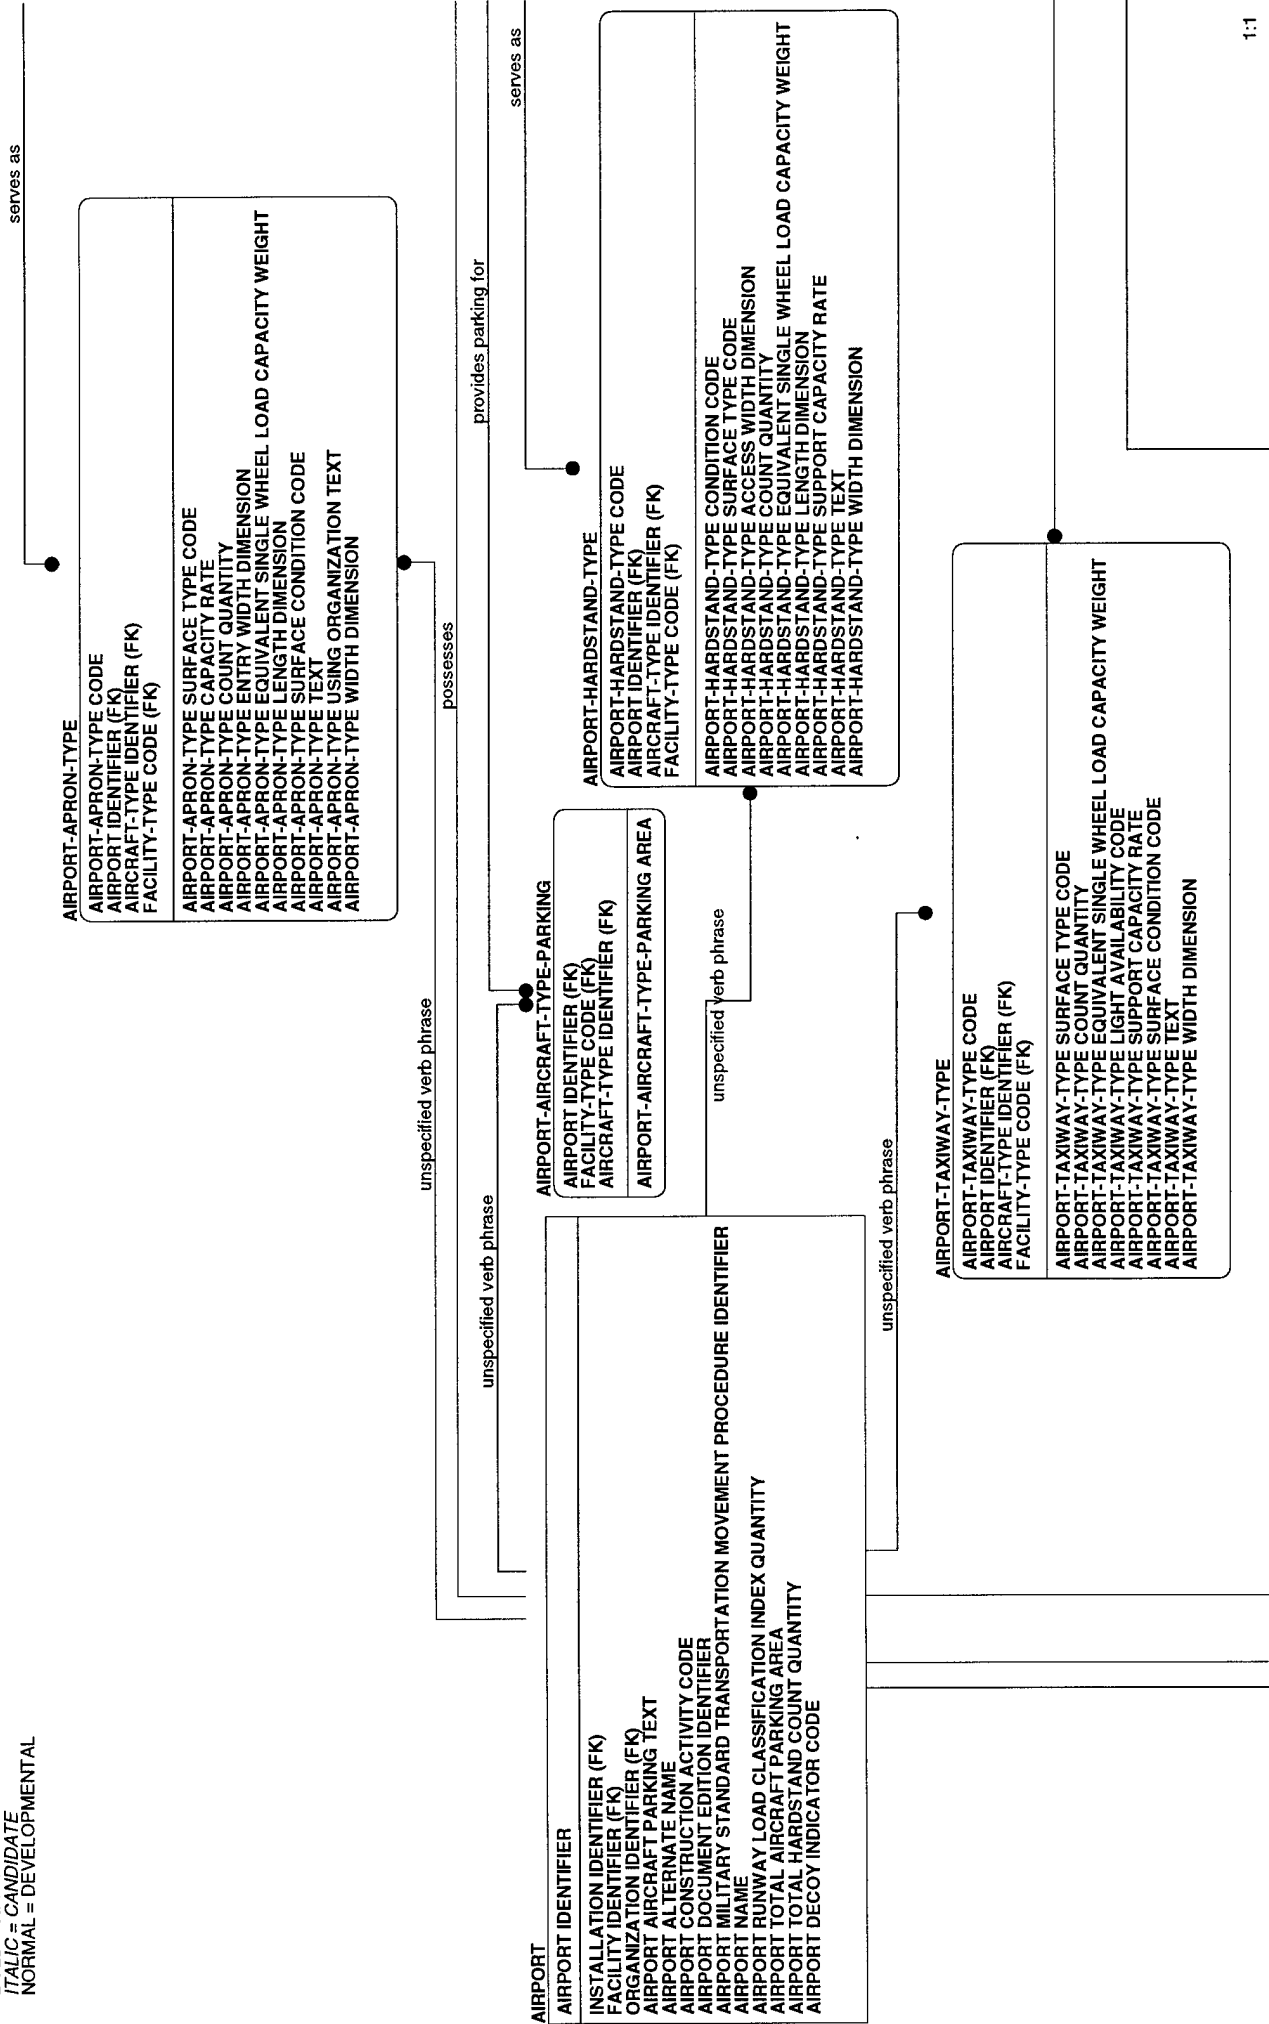 ITALIC = CANDIDATE
NORMAL = DEVELOPMENTAL
serves as
AIRPORT-APRON-TYPE
AIRPORT-APRON-TYPE CODE
AIRPORT IDENTIFIER (FK)
AIRCRAFT-TYPE IDENTIFIER (FK)
FACILITY-TYPE CODE (FK)
AIRPORT-APRON-TYPE SURFACE TYPE CODE
AIRPORT-APRON-TYPE CAPACITY RATE
AIRPORT-APRON-TYPE COUNT QUANTITY
AIRPORT-APRON-TYPE ENTRY WIDTH DIMENSION
AIRPORT-APRON-TYPE EQUIVALENT SINGLE WHEEL LOAD CAPACITY WEIGHT
AIRPORT-APRON-TYPE LENGTH DIMENSION
AIRPORT-APRON-TYPE SURFACE CONDITION CODE
AIRPORT-APRON-TYPE TEXT
AIRPORT-APRON-TYPE USING ORGANIZATION TEXT
AIRPORT-APRON-TYPE WIDTH DIMENSION
unspecified verb phrase
possesses
provides parking for
unspecified verb phrase
serves as
AIRPORT
AIRPORT IDENTIFIER
INSTALLATION IDENTIFIER (FK)
FACILITY IDENTIFIER (FK)
ORGANIZATION IDENTIFIER (FK)
AIRPORT AIRCRAFT PARKING TEXT
AIRPORT ALTERNATE NAME
AIRPORT CONSTRUCTION ACTIVITY CODE
AIRPORT DOCUMENT EDITION IDENTIFIER
AIRPORT MILITARY STANDARD TRANSPORTATION MOVEMENT PROCEDURE IDENTIFIER
AIRPORT NAME
AIRPORT RUNWAY LOAD CLASSIFICATION INDEX QUANTITY
AIRPORT TOTAL AIRCRAFT PARKING AREA
AIRPORT TOTAL HARDSTAND COUNT QUANTITY
AIRPORT DECOY INDICATOR CODE
AIRPORT-AIRCRAFT-TYPE-PARKING
AIRPORT IDENTIFIER (FK)
FACILITY-TYPE CODE (FK)
AIRCRAFT-TYPE IDENTIFIER (FK)
AIRPORT-AIRCRAFT-TYPE-PARKING AREA
AIRPORT-HARDSTAND-TYPE
AIRPORT-HARDSTAND-TYPE CODE
AIRPORT IDENTIFIER (FK)
AIRCRAFT-TYPE IDENTIFIER (FK)
FACILITY-TYPE CODE (FK)
AIRPORT-HARDSTAND-TYPE CONDITION CODE
AIRPORT-HARDSTAND-TYPE SURFACE TYPE CODE
AIRPORT-HARDSTAND-TYPE ACCESS WIDTH DIMENSION
AIRPORT-HARDSTAND-TYPE COUNT QUANTITY
AIRPORT-HARDSTAND-TYPE EQUIVALENT SINGLE WHEEL LOAD CAPACITY WEIGHT
AIRPORT-HARDSTAND-TYPE LENGTH DIMENSION
AIRPORT-HARDSTAND-TYPE SUPPORT CAPACITY RATE
AIRPORT-HARDSTAND-TYPE TEXT
AIRPORT-HARDSTAND-TYPE WIDTH DIMENSION
unspecified verb phrase
unspecified verb phrase
AIRPORT-TAXIWAY-TYPE
AIRPORT-TAXIWAY-TYPE CODE
AIRPORT IDENTIFIER (FK)
AIRCRAFT-TYPE IDENTIFIER (FK)
FACILITY-TYPE CODE (FK)
AIRPORT-TAXIWAY-TYPE SURFACE TYPE CODE
AIRPORT-TAXIWAY-TYPE COUNT QUANTITY
AIRPORT-TAXIWAY-TYPE EQUIVALENT SINGLE WHEEL LOAD CAPACITY WEIGHT
AIRPORT-TAXIWAY-TYPE LIGHT AVAILABILITY CODE
AIRPORT-TAXIWAY-TYPE SUPPORT CAPACITY RATE
AIRPORT-TAXIWAY-TYPE SURFACE CONDITION CODE
AIRPORT-TAXIWAY-TYPE TEXT
AIRPORT-TAXIWAY-TYPE WIDTH DIMENSION
1:1